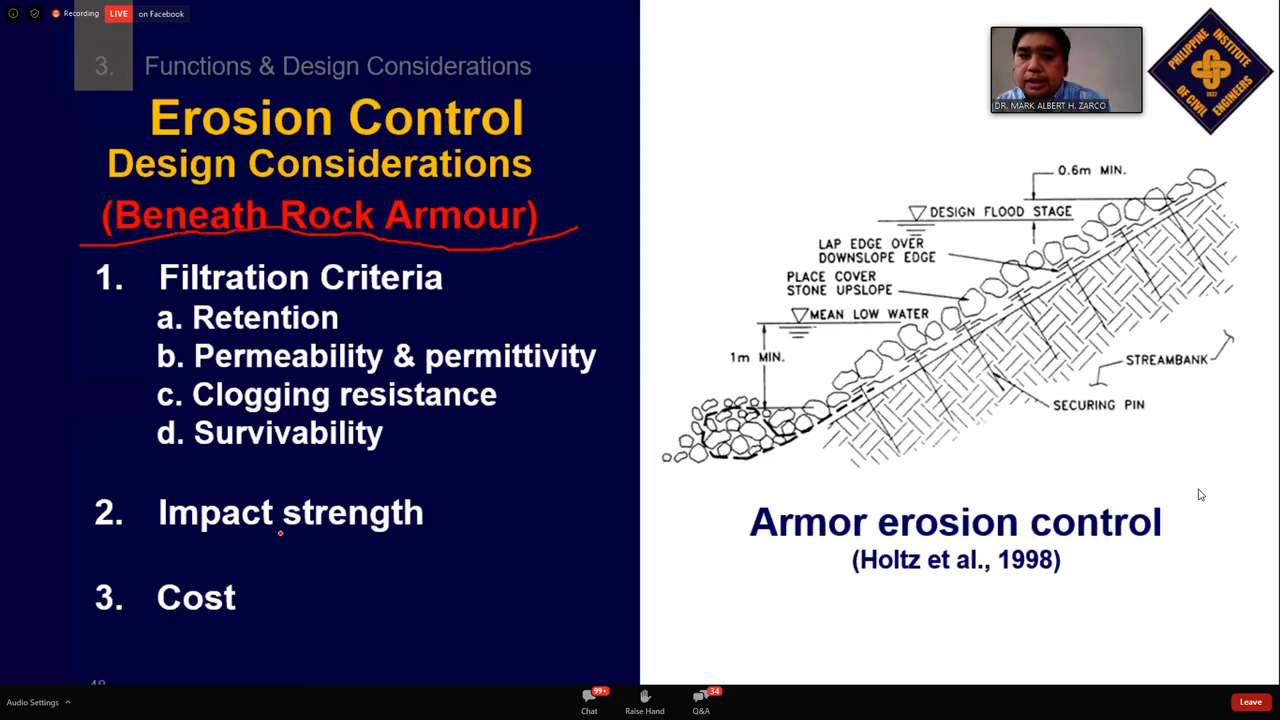 Recording
LIVE
on Facebook
3. Functions & Design Considerations
Erosion Control
Design Considerations
(Beneath Rock Armour)
1. Filtration Criteria
a. Retention
b. Permeability & permittivity
c. Clogging resistance
d. Survivability
2. Impact strength
3. Cost
DR. MARK ALBERT H. ZARCO
PHILIPPINE
INSTITUTE
OF CIVIL
ENGINEERS
1937
0.6m MIN.
DESIGN FLOOD STAGE
LAP EDGE OVER
DOWNSLOPE EDGE
PLACE COVER
STONE UPSLOPE
MEAN LOW WATER
1m MIN.
STREAMBANK
SECURING PIN
Armor erosion control
(Holtz et al., 1998)
Audio Settings
99+
Chat
Raise Hand
34
Q&A
Leave